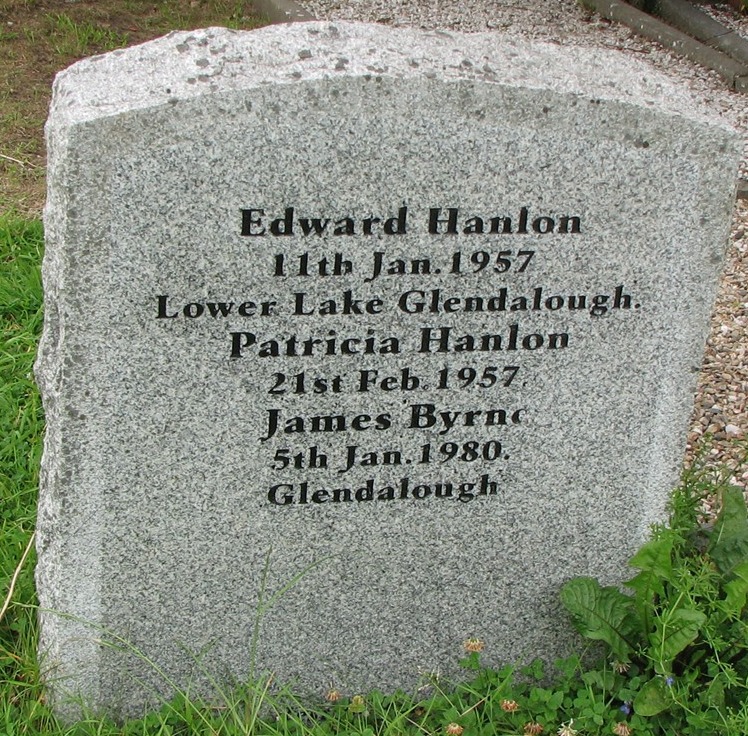 Edward Hanlon
11th Jan. 1957
Lower Lake Glendalough.
Patricia Hanlon
21st Feb. 1957.
James Byrne
5th Jan. 1980.
Glendalough